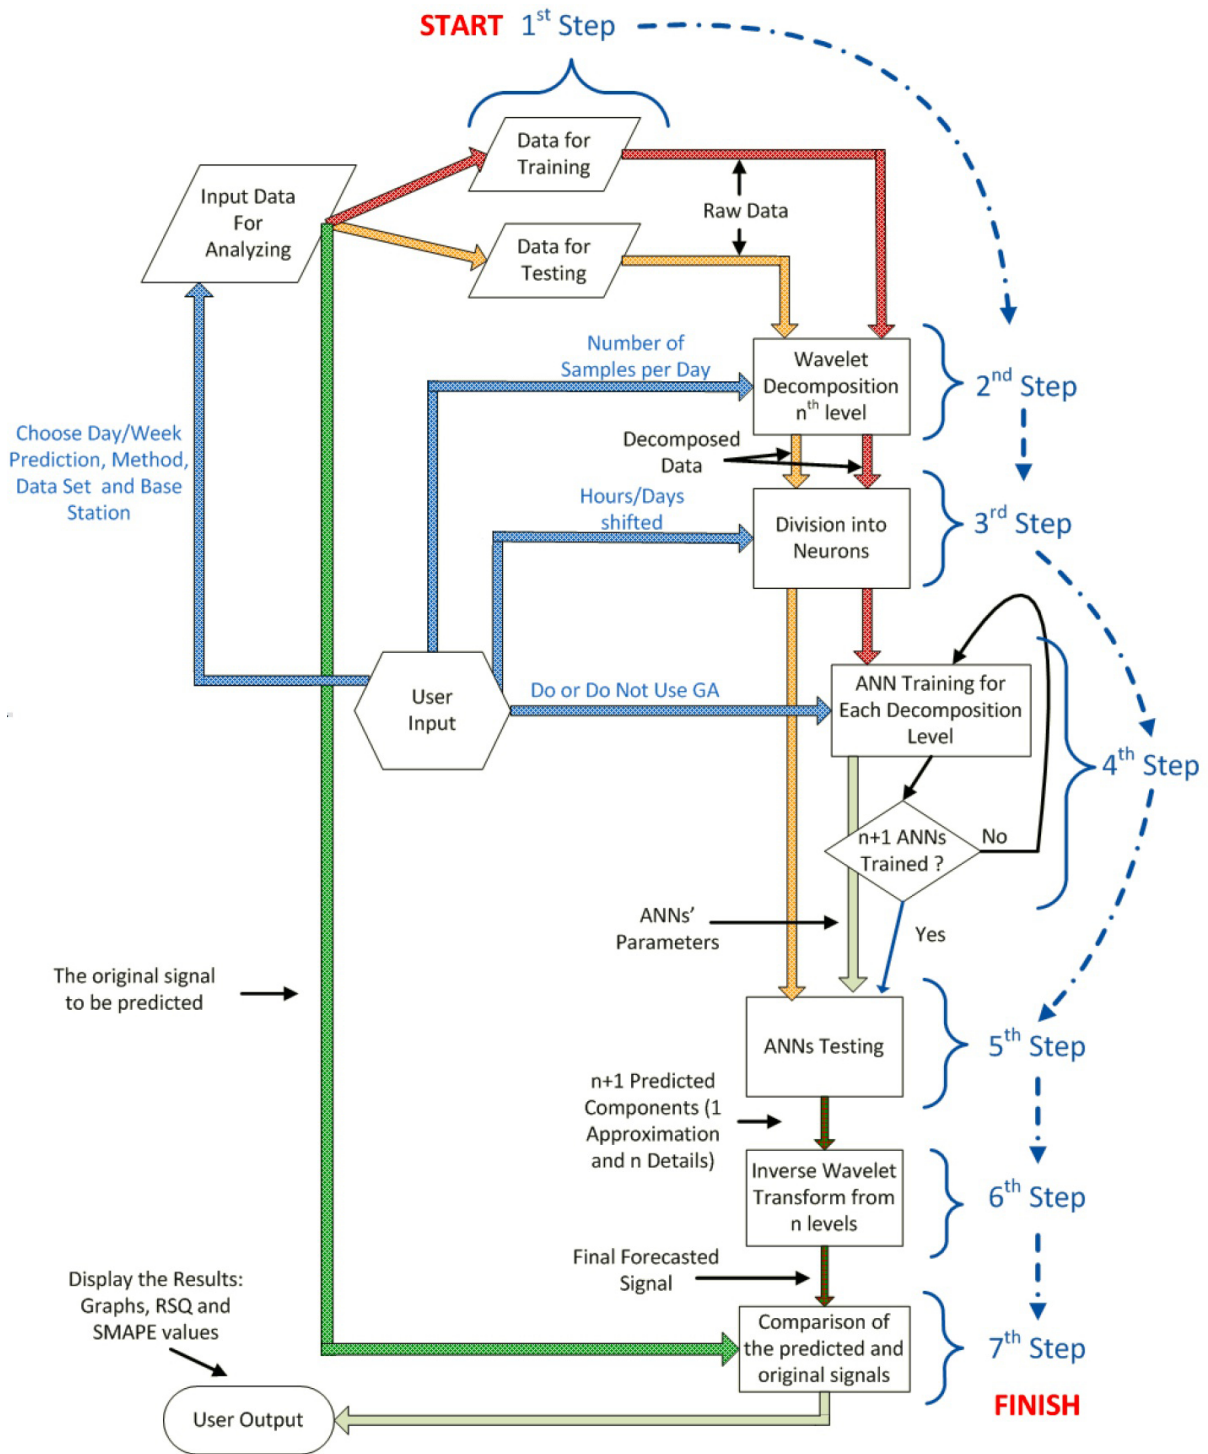 START 1st Step
Data for
Training
Input Data
For
Analyzing
Raw Data
Data for
Testing
Number of
Samples per Day
Wavelet
Decomposition
nth level
2nd Step
Choose Day/Week
Prediction, Method,
Data Set and Base
Station
Decomposed
Data
Hours/Days
shifted
Division into
Neurons
3rd Step
User
Input
Do or Do Not Use GA
ANN Training for
Each Decomposition
Level
4th Step
n+1 ANNs
Trained ?
No
ANNs'
Parameters
Yes
The original signal
to be predicted
ANNs Testing
5th Step
n+1 Predicted
Components (1
Approximation
and n Details)
Inverse Wavelet
Transform from
n levels
6th Step
Final Forecasted
Signal
Display the Results:
Graphs, RSQ and
SMAPE values
Comparison of
the predicted and
original signals
7th Step
FINISH
User Output